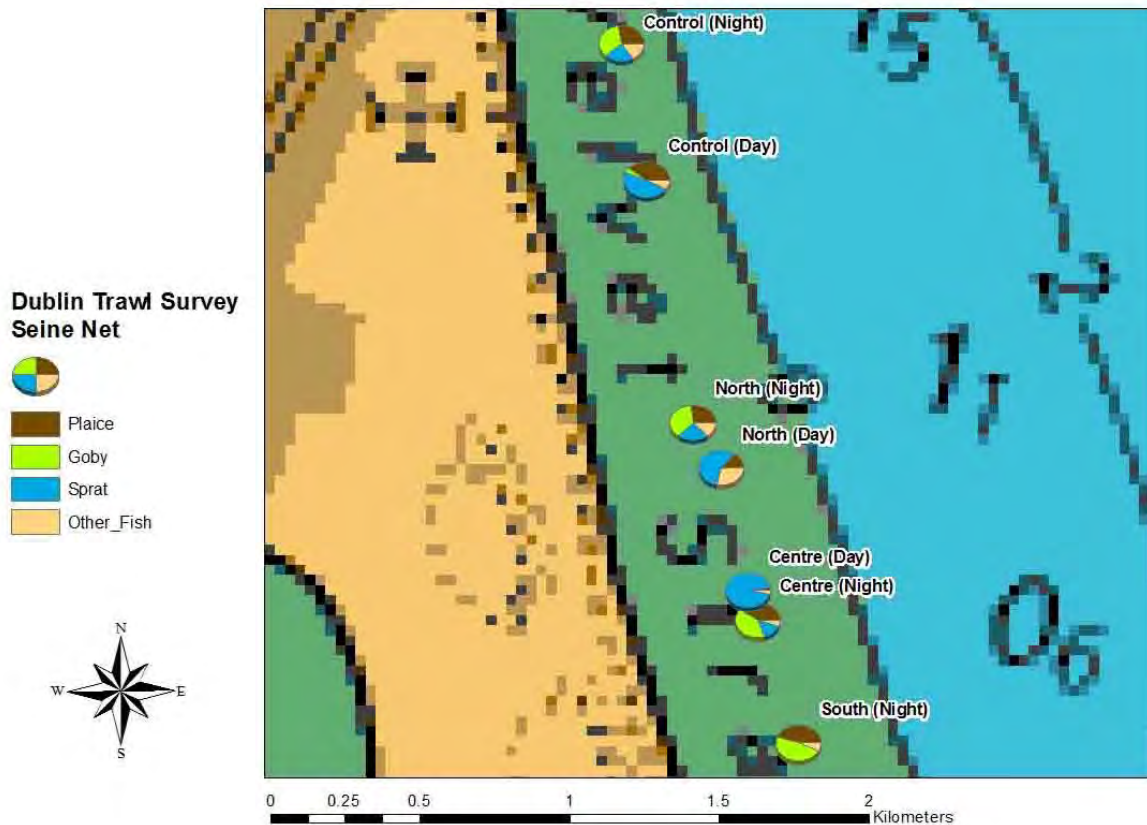 Control (Night)
Control (Day)
North (Night)
North (Day)
Centre (Day)
Centre (Night)
South (Night)
Dublin Trawl Survey
Seine Net
Plaice
Goby
Sprat
Other_Fish
N
W
E
S
0
0.25
0.5
1
1.5
2
Kilometers